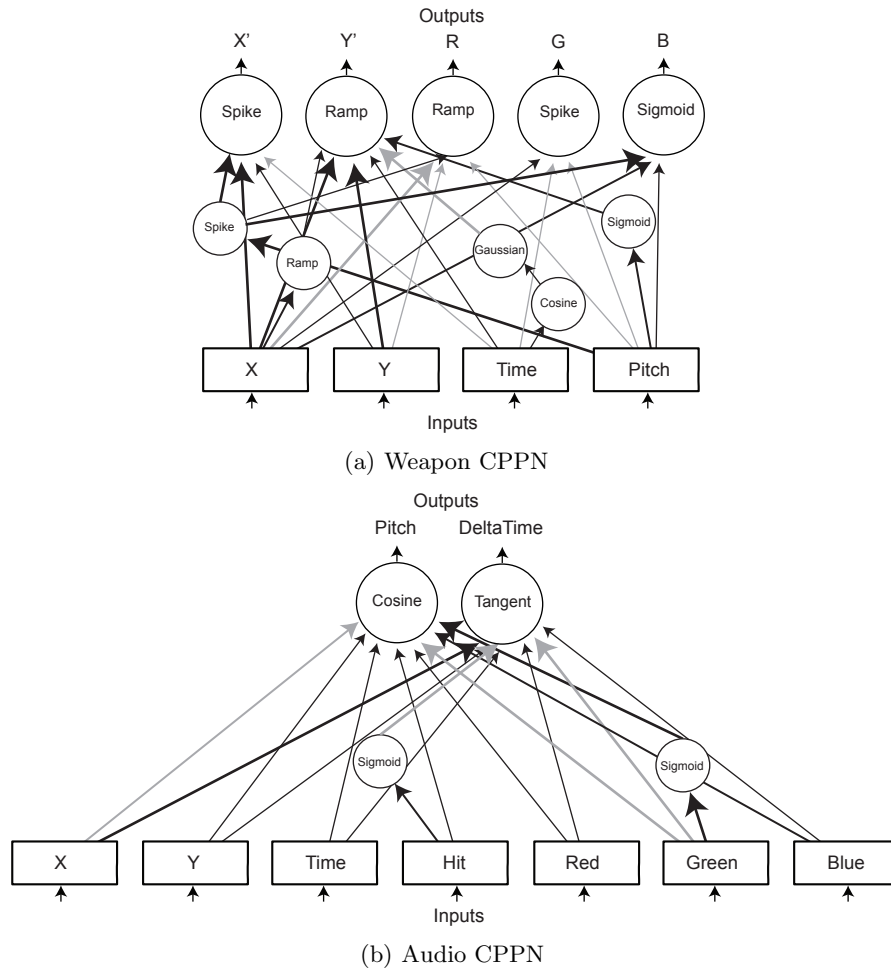 Outputs
X' Y' R G B
Spike Ramp Ramp Spike Sigmoid
Spike Ramp Gaussian Sigmoid
Cosine
X Y Time Pitch
Inputs
(a) Weapon CPPN
Outputs
Pitch DeltaTime
Cosine Tangent
Sigmoid Sigmoid
X Y Time Hit Red Green Blue
Inputs
(b) Audio CPPN